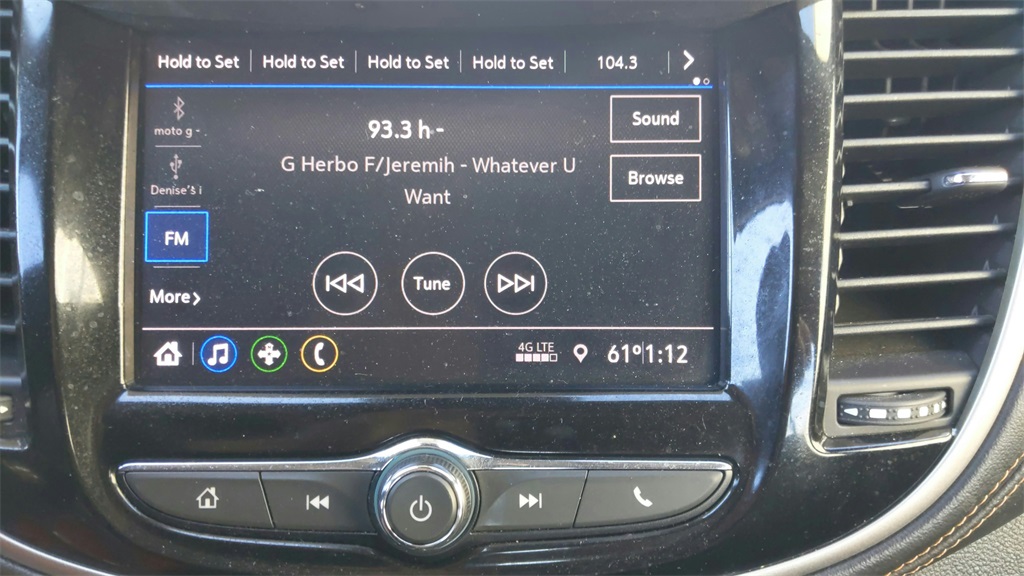 Hold to Set Hold to Set Hold to Set Hold to Set 104.3
moto g -
93.3 h -
Sound
G Herbo F/Jeremih - Whatever U
Want
Browse
Denise's i
FM
Tune
More
4G LTE
61° 1:12